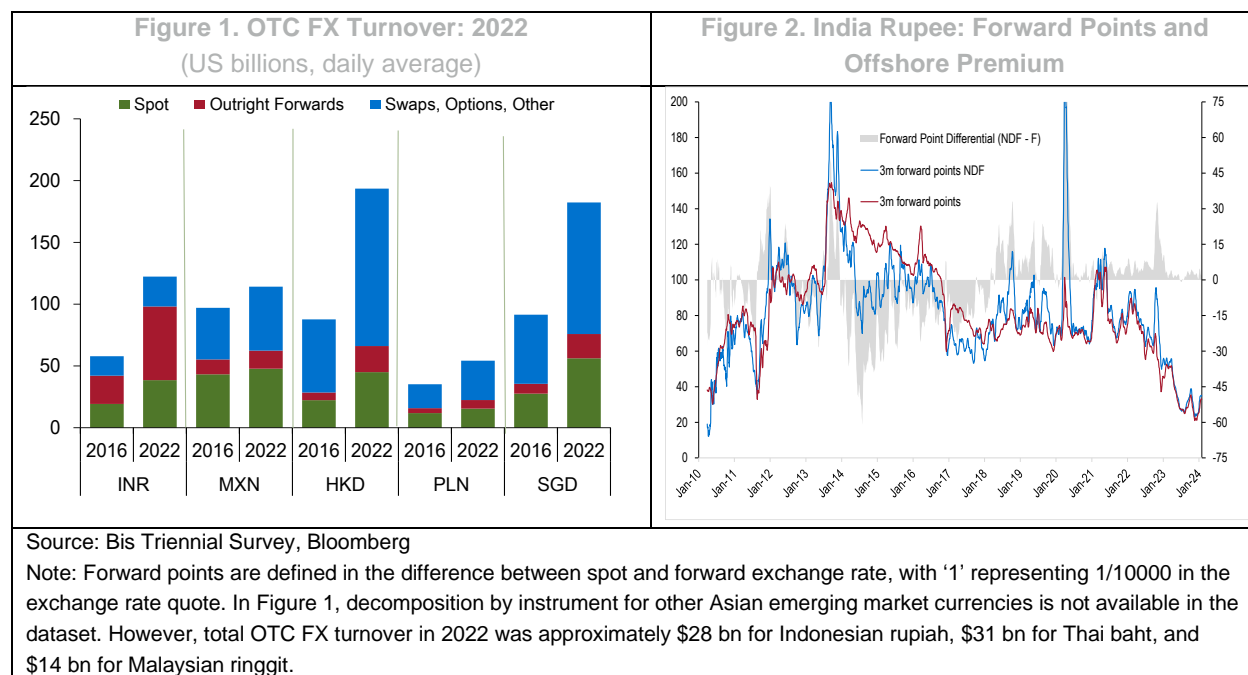 Figure 1. OTC FX Turnover: 2022
(US billions, daily average)
Spot Outright Forwards Swaps, Options, Other
250
200
150
100
50
0
2016 2022 2016 2022 2016 2022 2016 2022 2016 2022
INR MXN HKD PLN SGD
Figure 2. India Rupee: Forward Points and
Offshore Premium
200
180
160
140
120
100
80
60
40
20
0
Forward Point Differential (NDF - F)
3m forward points NDF
3m forward points
75
60
45
30
15
0
-15
-30
-45
-60
-75
Jan-10 Jan-11 Jan-12 Jan-13 Jan-14 Jan-15 Jan-16 Jan-17 Jan-18 Jan-19 Jan-20 Jan-21 Jan-22 Jan-23 Jan-24
Source: Bis Triennial Survey, Bloomberg
Note: Forward points are defined in the difference between spot and forward exchange rate, with ‘1’ representing 1/10000 in the
exchange rate quote. In Figure 1, decomposition by instrument for other Asian emerging market currencies is not available in the
dataset. However, total OTC FX turnover in 2022 was approximately $28 bn for Indonesian rupiah, $31 bn for Thai baht, and
$14 bn for Malaysian ringgit.